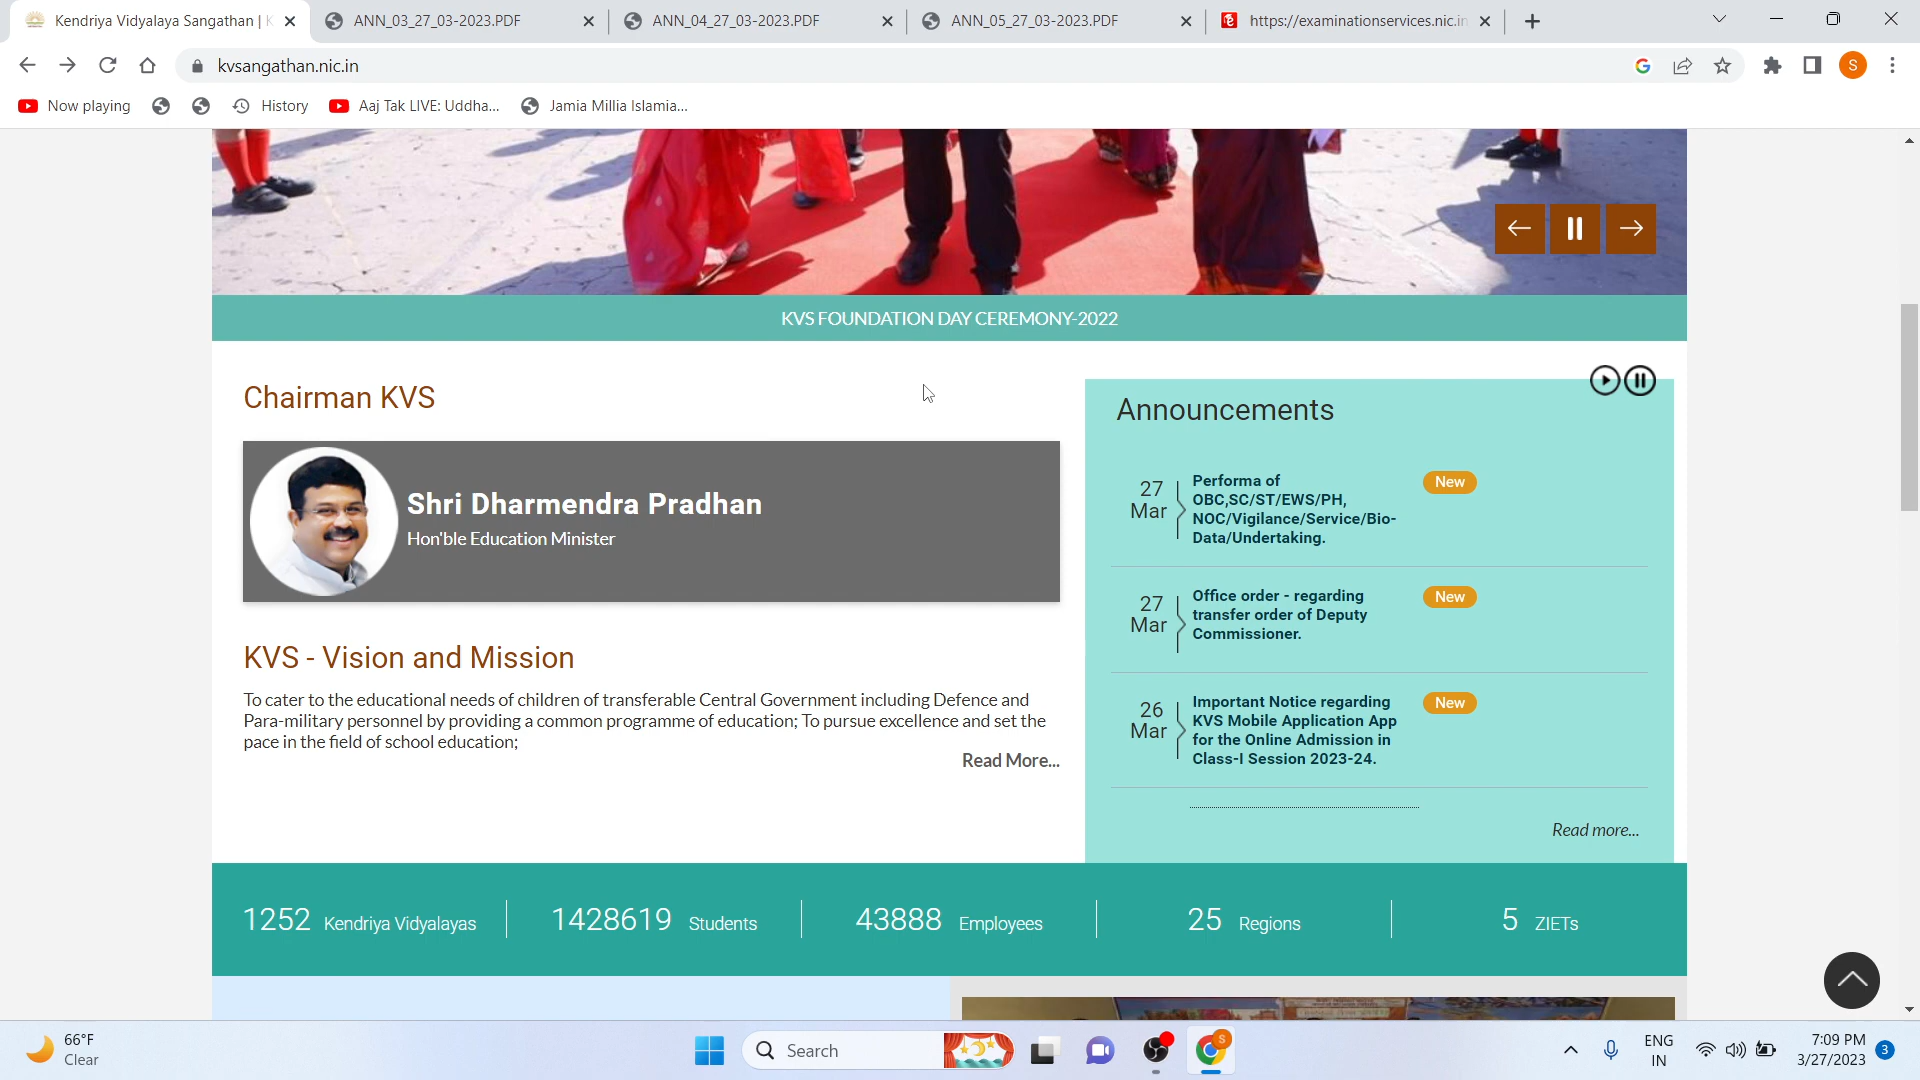 Kendriya Vidyalaya Sangathan | K
ANN_03_27_03-2023.PDF
ANN_04_27_03-2023.PDF
ANN_05_27_03-2023.PDF
https://examinationservices.nic.in
kvsangathan.nic.in
S
Now playing
History
Aaj Tak LIVE: Uddha...
Jamia Millia Islamia...
KVS FOUNDATION DAY CEREMONY-2022
Chairman KVS
Shri Dharmendra Pradhan
Hon'ble Education Minister
KVS - Vision and Mission
To cater to the educational needs of children of transferable Central Government including Defence and
Para-military personnel by providing a common programme of education; To pursue excellence and set the
pace in the field of school education;
Read More...
Announcements
27
Mar
Performa of
OBC,SC/ST/EWS/PH,
NOC/Vigilance/Service/Bio-
Data/Undertaking.
New
27
Mar
Office order - regarding
transfer order of Deputy
Commissioner.
New
26
Mar
Important Notice regarding
KVS Mobile Application App
for the Online Admission in
Class-I Session 2023-24.
New
Read more...
1252 Kendriya Vidyalayas
1428619 Students
43888 Employees
25 Regions
5 ZIETs
66°F
Clear
Search
S
ENG
IN
7:09 PM
3/27/2023
3